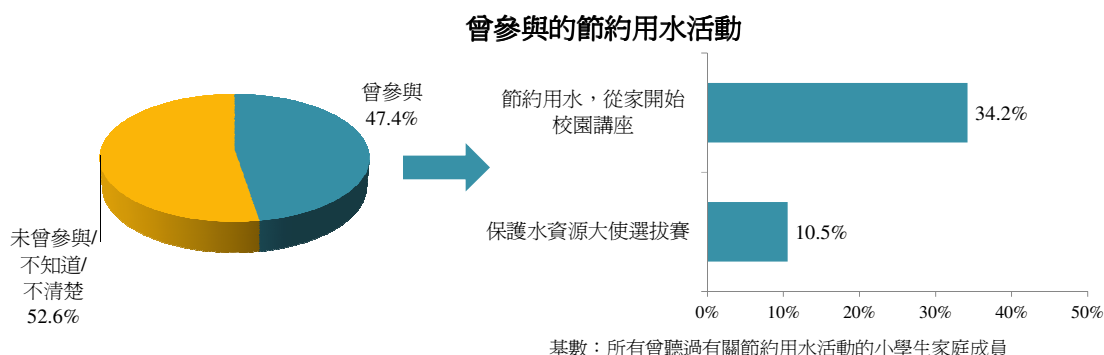 曾參與的節約用水活動
曾參與
47.4%
未曾參與/
不知道/
不清楚
52.6%
節約用水，從家開始
校園講座
34.2%
保護水資源大使選拔賽
10.5%
0%
10%
20%
30%
40%
50%
基數：所有曾聽過有關節約用水活動的小學生家庭成員